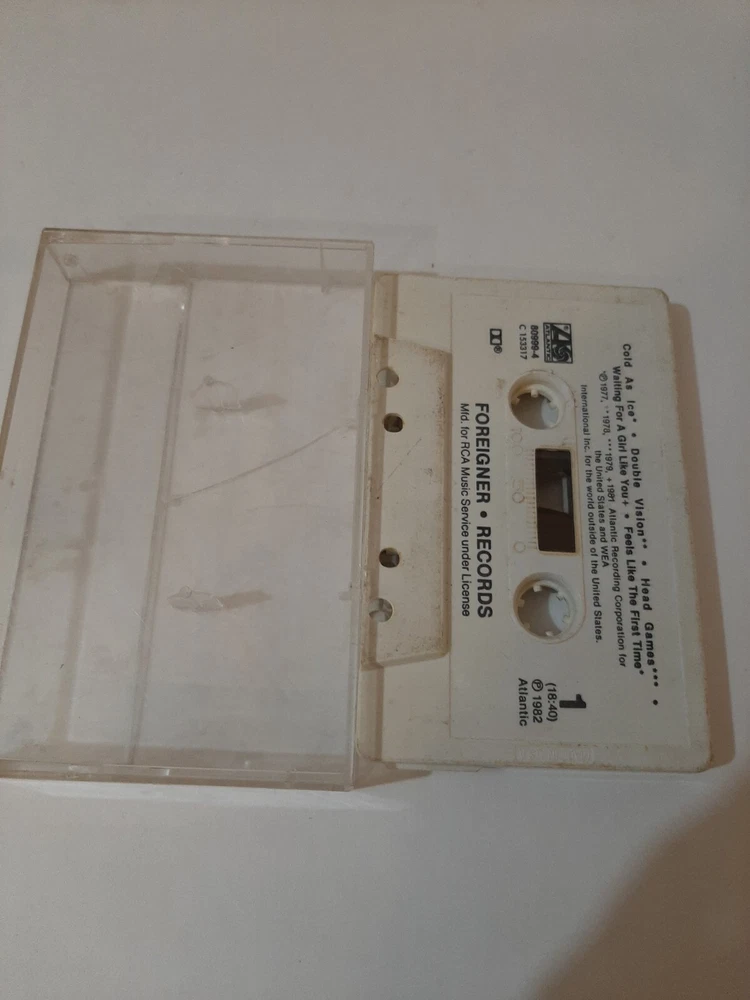 Cold As Ice* • Double Vision** • Head Games*** •
Waiting For A Girl Like You+ • Feels Like The First Time*
*℗1977, **1978, ***1979, +1981 Atlantic Recording Corporation for
the United States and WEA
International Inc. for the world outside of the United States.
ATLANTIC
80999-4
C 153317
1
(18:40)
℗ 1982
Atlantic
FOREIGNER • RECORDS
Mfd. for RCA Music Service under License